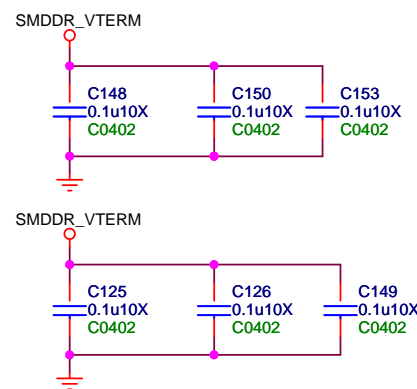 SMDDR_VTERM
C148 C150 C153
0.1u10X 0.1u10X 0.1u10X
C0402 C0402 C0402
SMDDR_VTERM
C125 C126 C149
0.1u10X 0.1u10X 0.1u10X
C0402 C0402 C0402